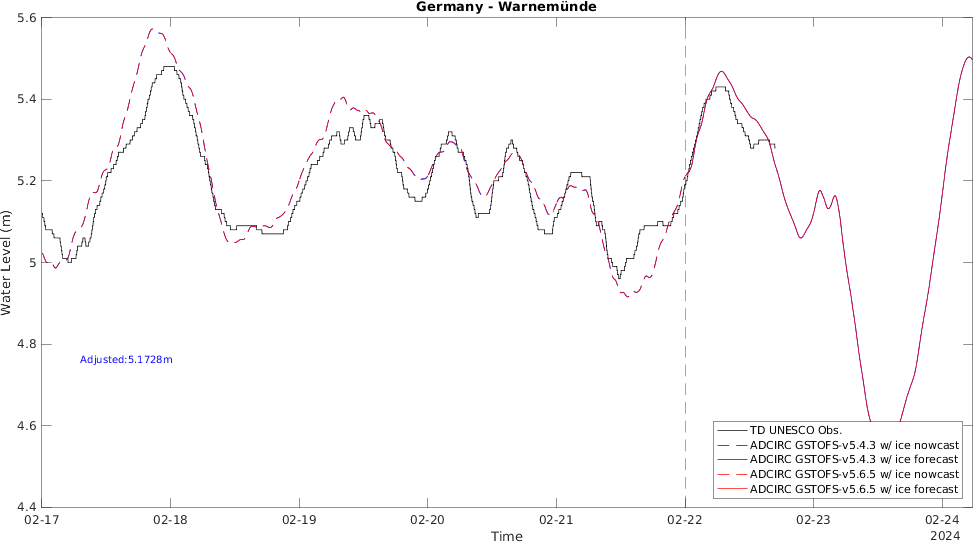 Germany - Warnemünde
5.6
5.4
5.2
5
4.8
4.6
4.4
Water Level (m)
Adjusted:5.1728m
TD UNESCO Obs.
ADCIRC GSTOFS-v5.4.3 w/ ice nowcast
ADCIRC GSTOFS-v5.4.3 w/ ice forecast
ADCIRC GSTOFS-v5.6.5 w/ ice nowcast
ADCIRC GSTOFS-v5.6.5 w/ ice forecast
02-17 02-18 02-19 02-20 02-21 02-22 02-23 02-24
Time
2024